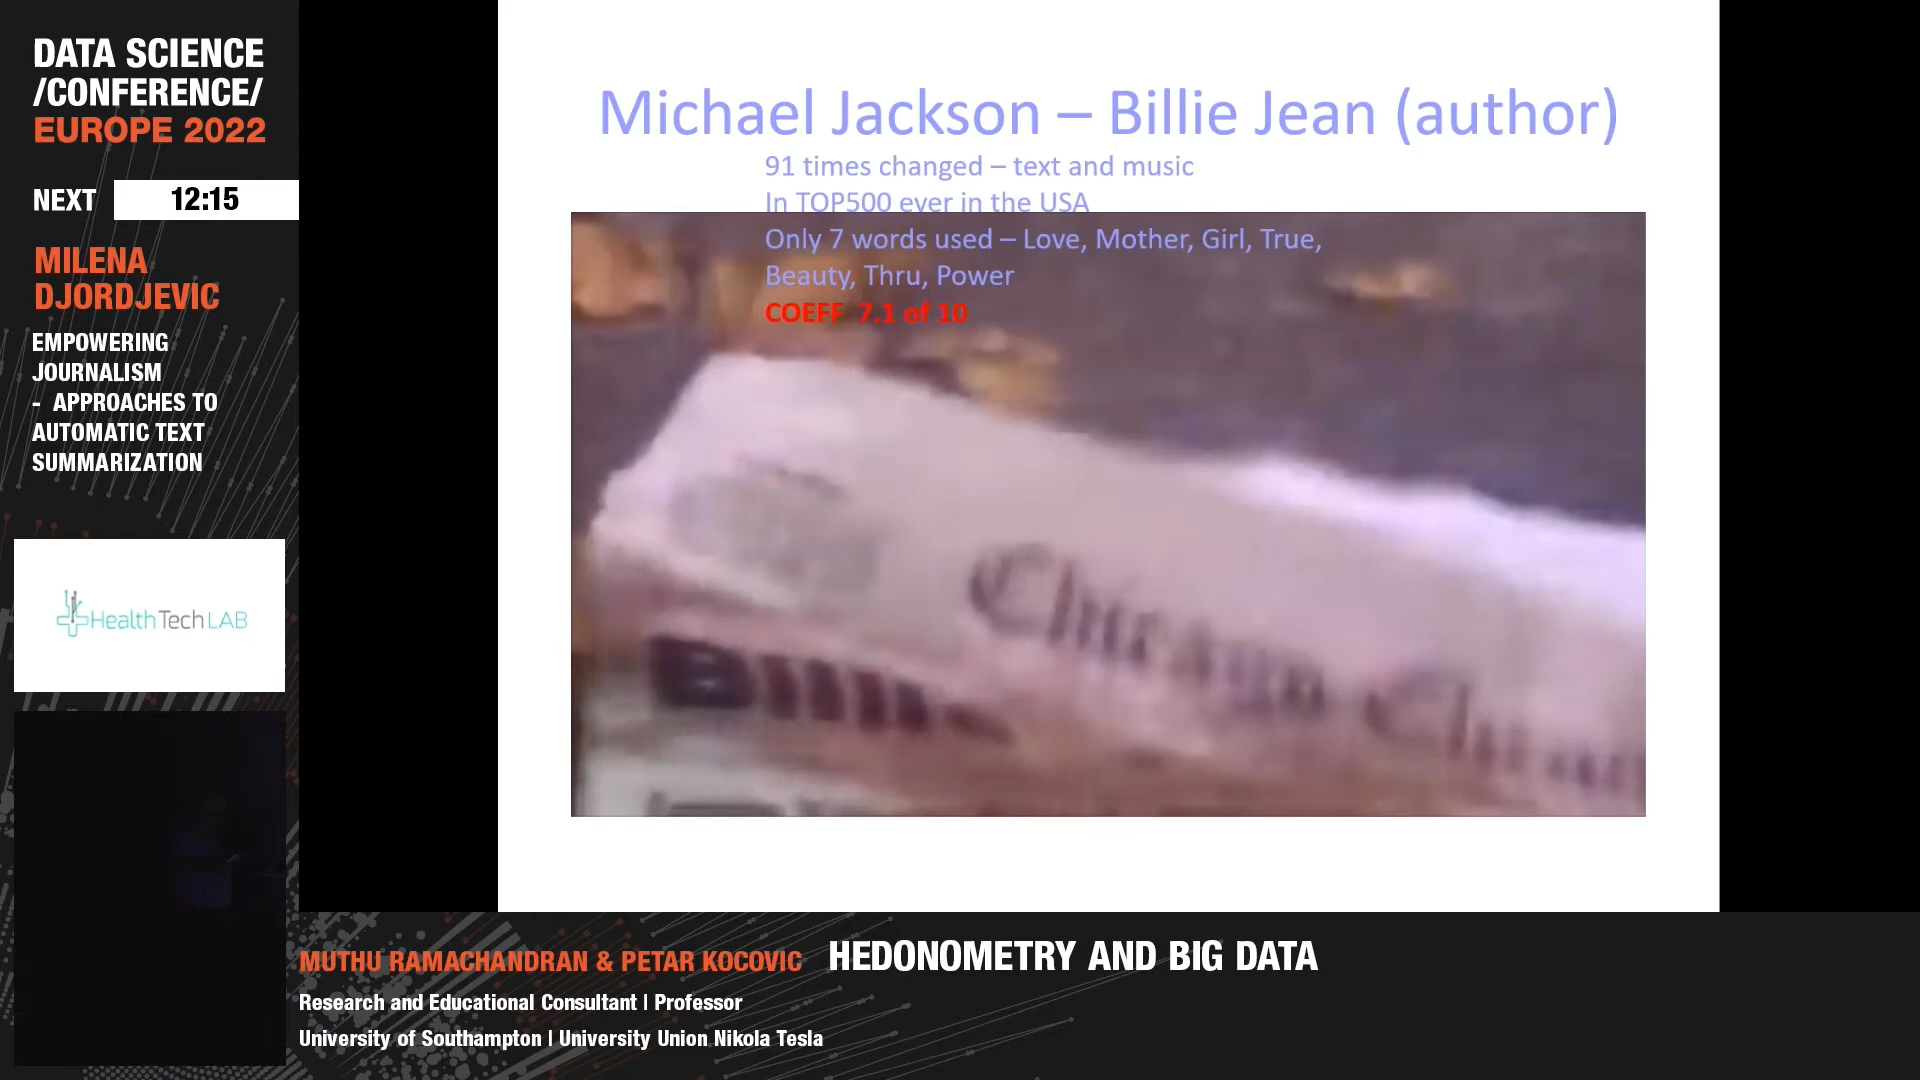 DATA SCIENCE
/CONFERENCE/
EUROPE 2022
NEXT 12:15
MILENA
DJORDJEVIC
EMPOWERING
JOURNALISM
- APPROACHES TO
AUTOMATIC TEXT
SUMMARIZATION
HealthTechLAB
Michael Jackson – Billie Jean (author)
91 times changed – text and music
In TOP500 ever in the USA
Only 7 words used – Love, Mother, Girl, True,
Beauty, Thru, Power
COEFF 7.1 of 10
Chicago
Billie
MUTHU RAMACHANDRAN & PETAR KOCOVIC HEDONOMETRY AND BIG DATA
Research and Educational Consultant | Professor
University of Southampton | University Union Nikola Tesla